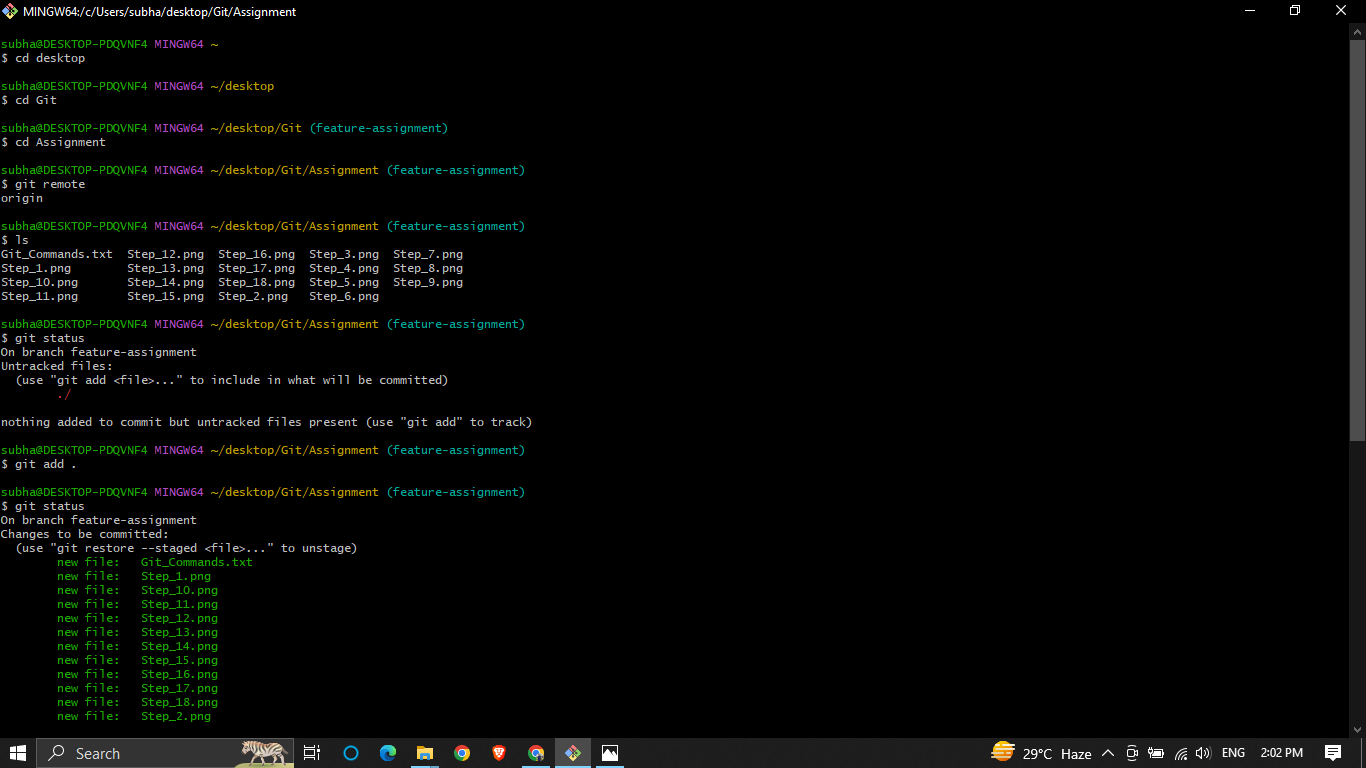 MINGW64:/c/Users/subha/desktop/Git/Assignment
subha@DESKTOP-PDQVNF4 MINGW64 ~
$ cd desktop
subha@DESKTOP-PDQVNF4 MINGW64 ~/desktop
$ cd Git
subha@DESKTOP-PDQVNF4 MINGW64 ~/desktop/Git (feature-assignment)
$ cd Assignment
subha@DESKTOP-PDQVNF4 MINGW64 ~/desktop/Git/Assignment (feature-assignment)
$ git remote
origin
subha@DESKTOP-PDQVNF4 MINGW64 ~/desktop/Git/Assignment (feature-assignment)
$ ls
Git_Commands.txt  Step_12.png  Step_16.png  Step_3.png  Step_7.png
Step_1.png        Step_13.png  Step_17.png  Step_4.png  Step_8.png
Step_10.png       Step_14.png  Step_18.png  Step_5.png  Step_9.png
Step_11.png       Step_15.png  Step_2.png   Step_6.png
subha@DESKTOP-PDQVNF4 MINGW64 ~/desktop/Git/Assignment (feature-assignment)
$ git status
On branch feature-assignment
Untracked files:
  (use "git add <file>..." to include in what will be committed)
        ./
nothing added to commit but untracked files present (use "git add" to track)
subha@DESKTOP-PDQVNF4 MINGW64 ~/desktop/Git/Assignment (feature-assignment)
$ git add .
subha@DESKTOP-PDQVNF4 MINGW64 ~/desktop/Git/Assignment (feature-assignment)
$ git status
On branch feature-assignment
Changes to be committed:
  (use "git restore --staged <file>..." to unstage)
        new file:   Git_Commands.txt
        new file:   Step_1.png
        new file:   Step_10.png
        new file:   Step_11.png
        new file:   Step_12.png
        new file:   Step_13.png
        new file:   Step_14.png
        new file:   Step_15.png
        new file:   Step_16.png
        new file:   Step_17.png
        new file:   Step_18.png
        new file:   Step_2.png
Search 29°C Haze ENG 2:02 PM